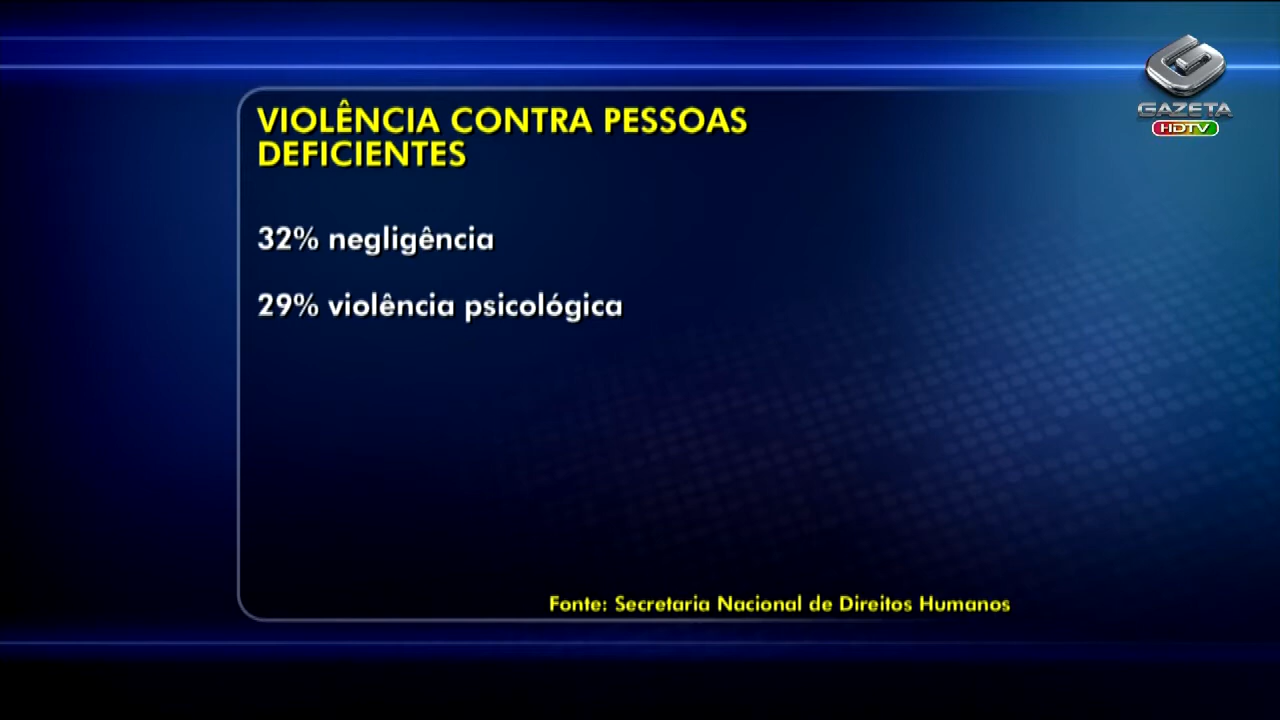 GAZETA
HDTV
VIOLÊNCIA CONTRA PESSOAS
DEFICIENTES
32% negligência
29% violência psicológica
Fonte: Secretaria Nacional de Direitos Humanos